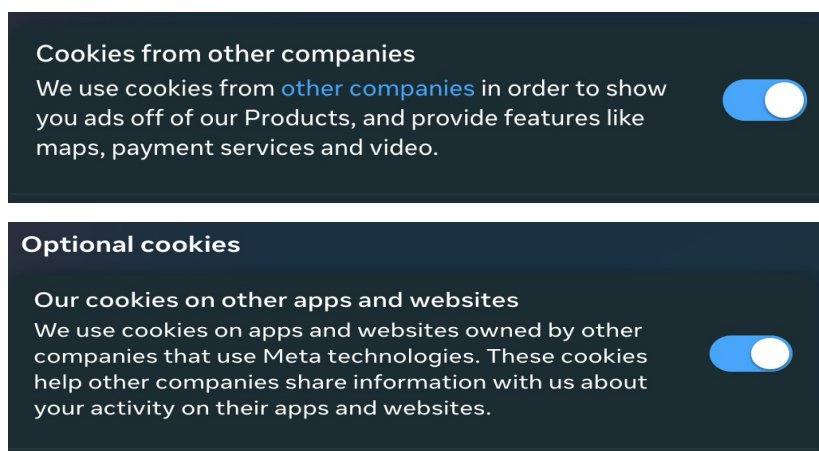 Cookies from other companies
We use cookies from other companies in order to show
you ads off of our Products, and provide features like
maps, payment services and video.
Optional cookies
Our cookies on other apps and websites
We use cookies on apps and websites owned by other
companies that use Meta technologies. These cookies
help other companies share information with us about
your activity on their apps and websites.